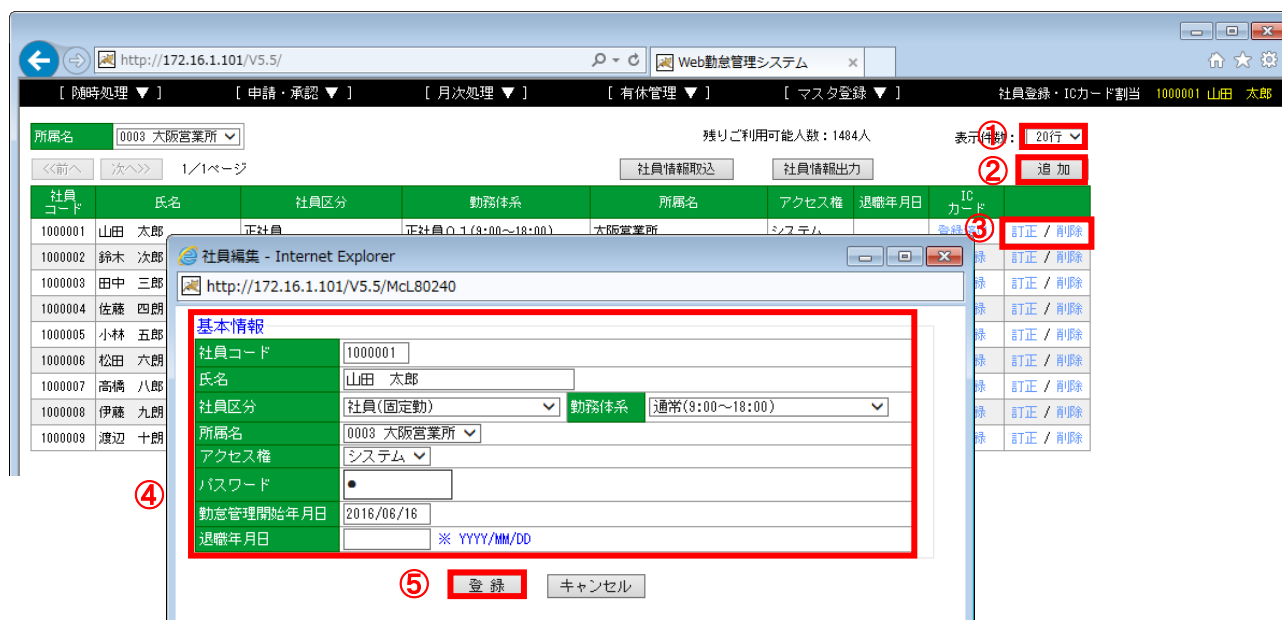 http://172.16.1.101/V5.5/ Web勤怠管理システム
[ 随時処理 ▼ ] [ 申請・承認 ▼ ] [ 月次処理 ▼ ] [ 有休管理 ▼ ] [ マスタ登録 ▼ ] 社員登録・ICカード割当 1000001 山田 太郎
所属名 0003 大阪営業所 残りご利用可能人数：1484人 表示件数： ① 20行
<<前へ 次へ>> 1/1ページ 社員情報取込 社員情報出力 ② 追加
社員コード 氏名 社員区分 勤務体系 所属名 アクセス権 退職年月日 ICカード
1000001 山田 太郎 正社員 正社員01(9:00～18:00) 大阪営業所 システム ③ 訂正 / 削除
1000002 鈴木 次郎 録 訂正 / 削除
1000003 田中 三郎 録 訂正 / 削除
1000004 佐藤 四朗 録 訂正 / 削除
1000005 小林 五郎 録 訂正 / 削除
1000006 松田 六朗 録 訂正 / 削除
1000007 高橋 八郎 録 訂正 / 削除
1000008 伊藤 九朗 録 訂正 / 削除
1000009 渡辺 十朗 録 訂正 / 削除
社員編集 - Internet Explorer
http://172.16.1.101/V5.5/McL80240
基本情報
社員コード 1000001
氏名 山田 太郎
社員区分 社員(固定勤) 勤務体系 通常(9:00～18:00)
所属名 0003 大阪営業所
アクセス権 システム
④ パスワード ●
勤怠管理開始年月日 2016/06/16
退職年月日 ※ YYYY/MM/DD
⑤ 登録 キャンセル